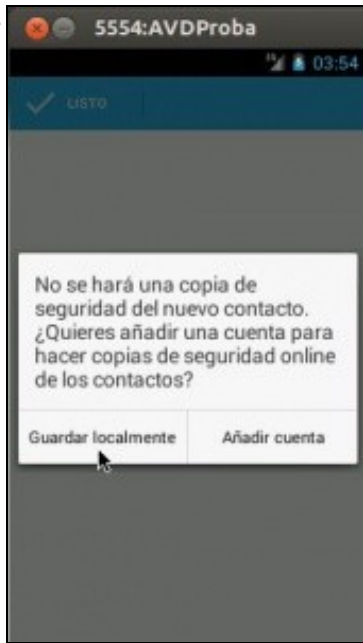 5554:AVDProba
03:54
LISTO
No se hará una copia de
seguridad del nuevo contacto.
¿Quieres añadir una cuenta para
hacer copias de seguridad online
de los contactos?
Guardar localmente
Añadir cuenta